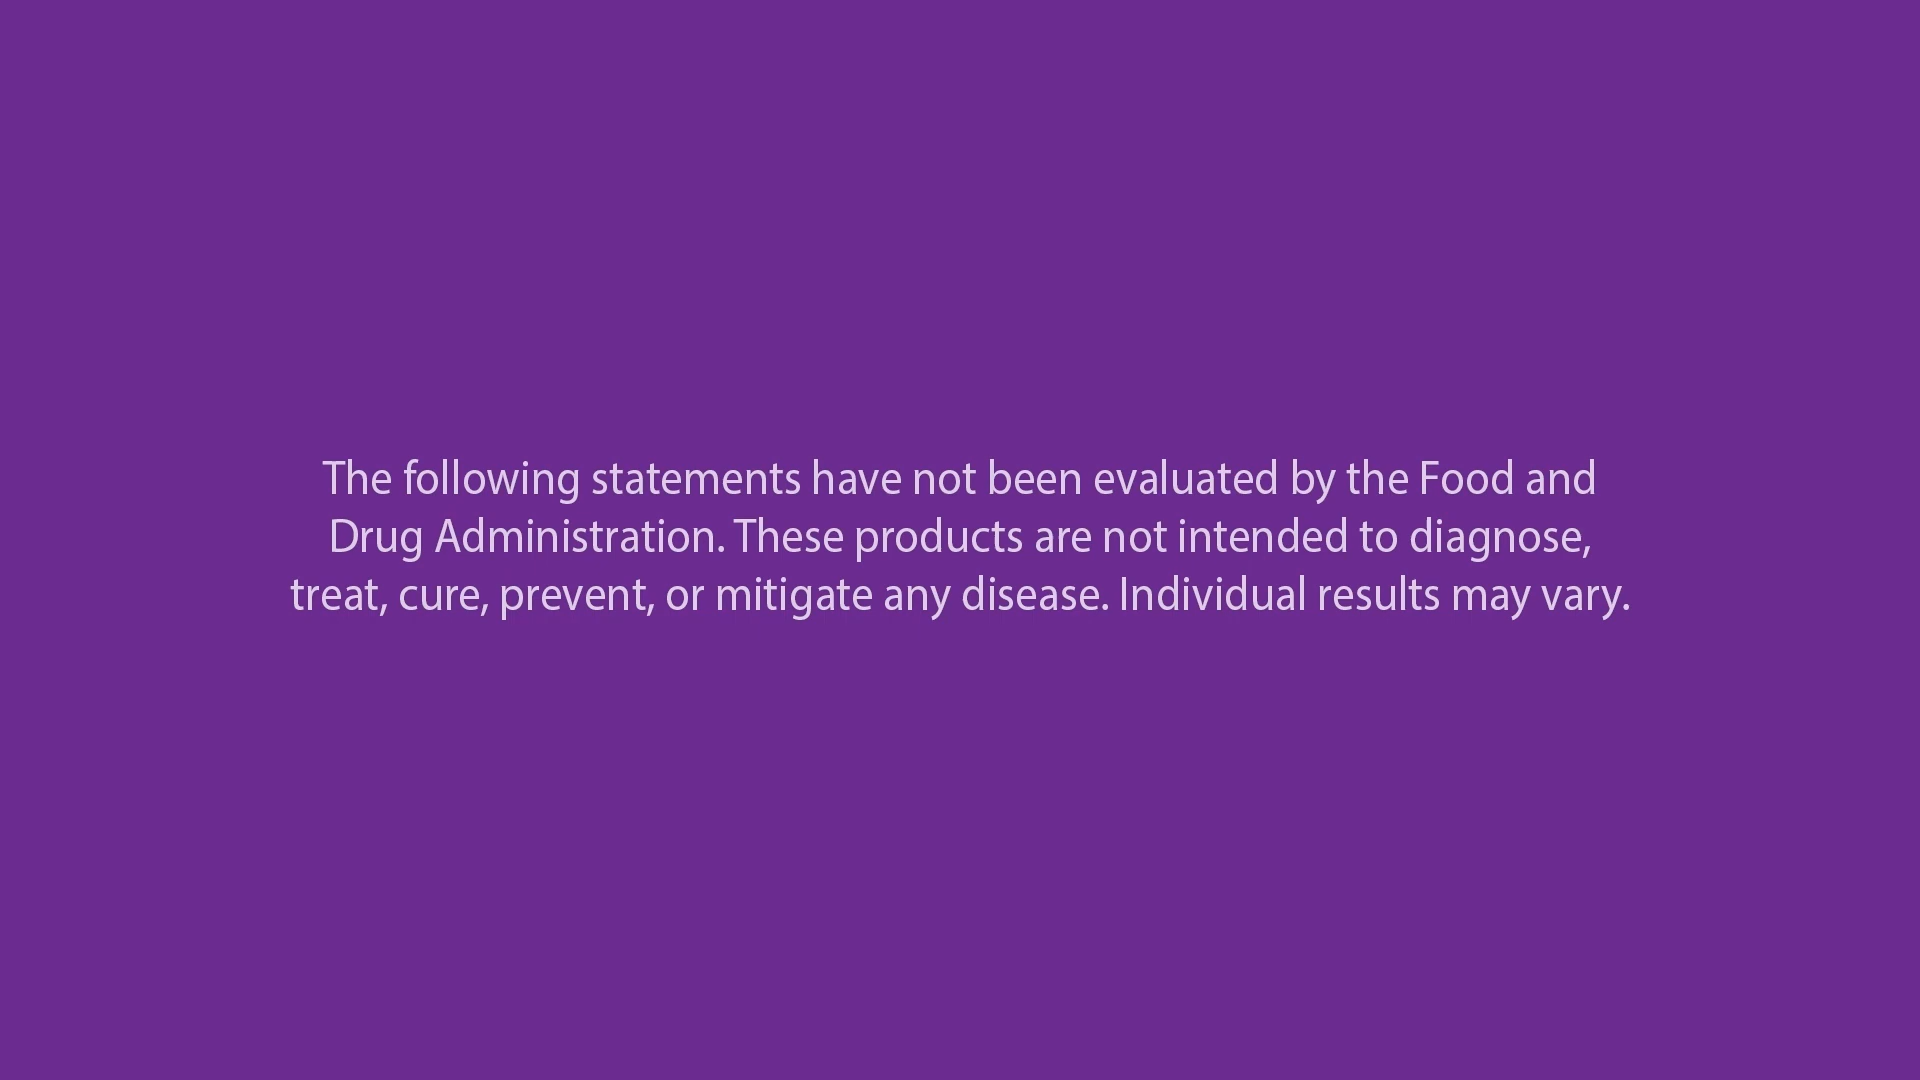 The following statements have not been evaluated by the Food and
Drug Administration. These products are not intended to diagnose,
treat, cure, prevent, or mitigate any disease. Individual results may vary.